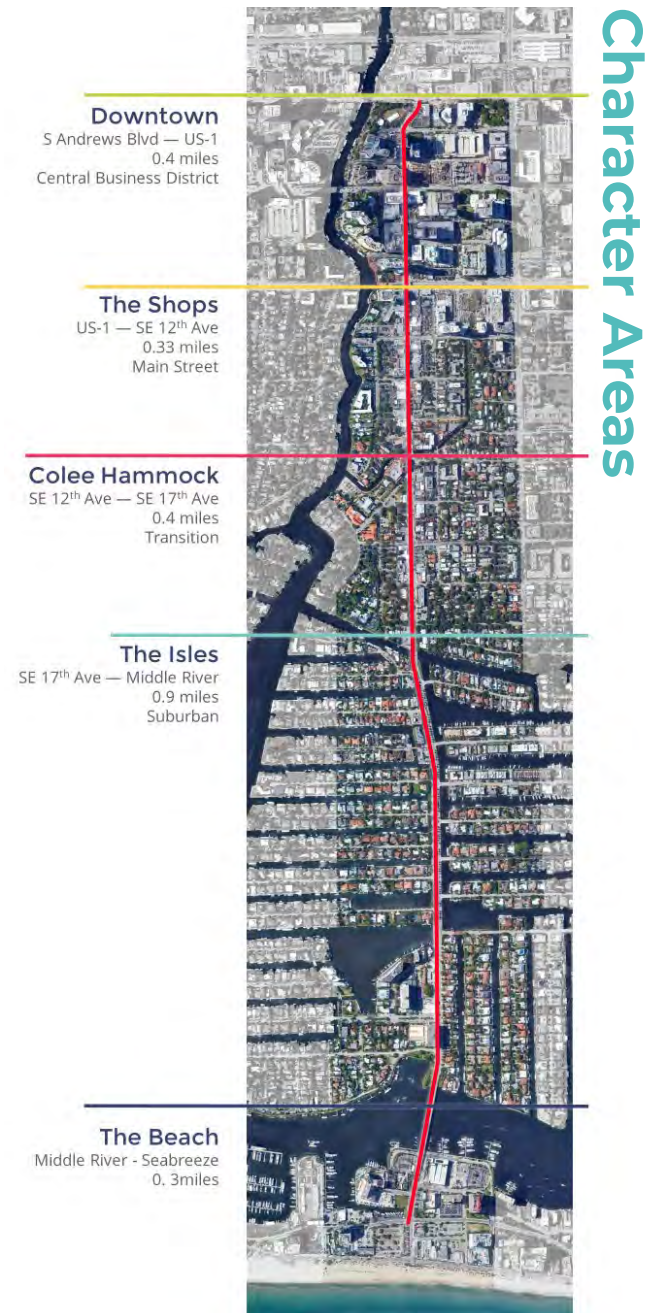 Character Areas
Downtown
S Andrews Blvd — US-1
0.4 miles
Central Business District
The Shops
US-1 — SE 12th Ave
0.33 miles
Main Street
Colee Hammock
SE 12th Ave — SE 17th Ave
0.4 miles
Transition
The Isles
SE 17th Ave — Middle River
0.9 miles
Suburban
The Beach
Middle River - Seabreeze
0. 3miles